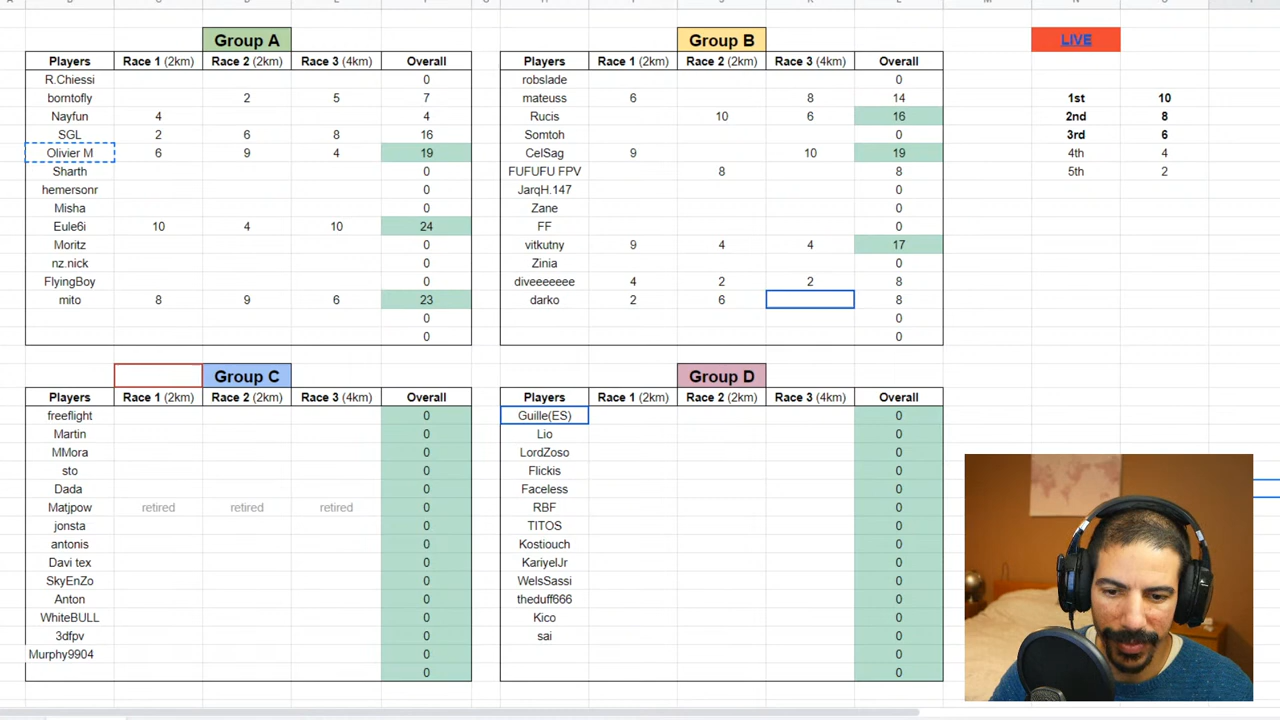 Group A
Players Race 1 (2km) Race 2 (2km) Race 3 (4km) Overall
R.Chiessi 0
borntofly 2 5 7
Nayfun 4 4
SGL 2 6 8 16
Olivier M 6 9 4 19
Sharth 0
hemersonr 0
Misha 0
Eule6i 10 4 10 24
Moritz 0
nz.nick 0
FlyingBoy 0
mito 8 9 6 23
0
0
Group B
Players Race 1 (2km) Race 2 (2km) Race 3 (4km) Overall
robslade 0
mateuss 6 8 14
Rucis 10 6 16
Somtoh 0
CelSag 9 10 19
FUFUFU FPV 8 8
JarqH.147 0
Zane 0
FF 0
vitkutny 9 4 4 17
Zinia 0
diveeeeeee 4 2 2 8
darko 2 6 8
0
0
LIVE
1st 10
2nd 8
3rd 6
4th 4
5th 2
Group C
Players Race 1 (2km) Race 2 (2km) Race 3 (4km) Overall
freeflight 0
Martin 0
MMora 0
sto 0
Dada 0
Matjpow retired retired retired 0
jonsta 0
antonis 0
Davi tex 0
SkyEnZo 0
Anton 0
WhiteBULL 0
3dfpv 0
Murphy9904 0
0
Group D
Players Race 1 (2km) Race 2 (2km) Race 3 (4km) Overall
Guille(ES) 0
Lio 0
LordZoso 0
Flickis 0
Faceless 0
RBF 0
TITOS 0
Kostiouch 0
KariyelJr 0
WelsSassi 0
theduff666 0
Kico 0
sai 0
0
0